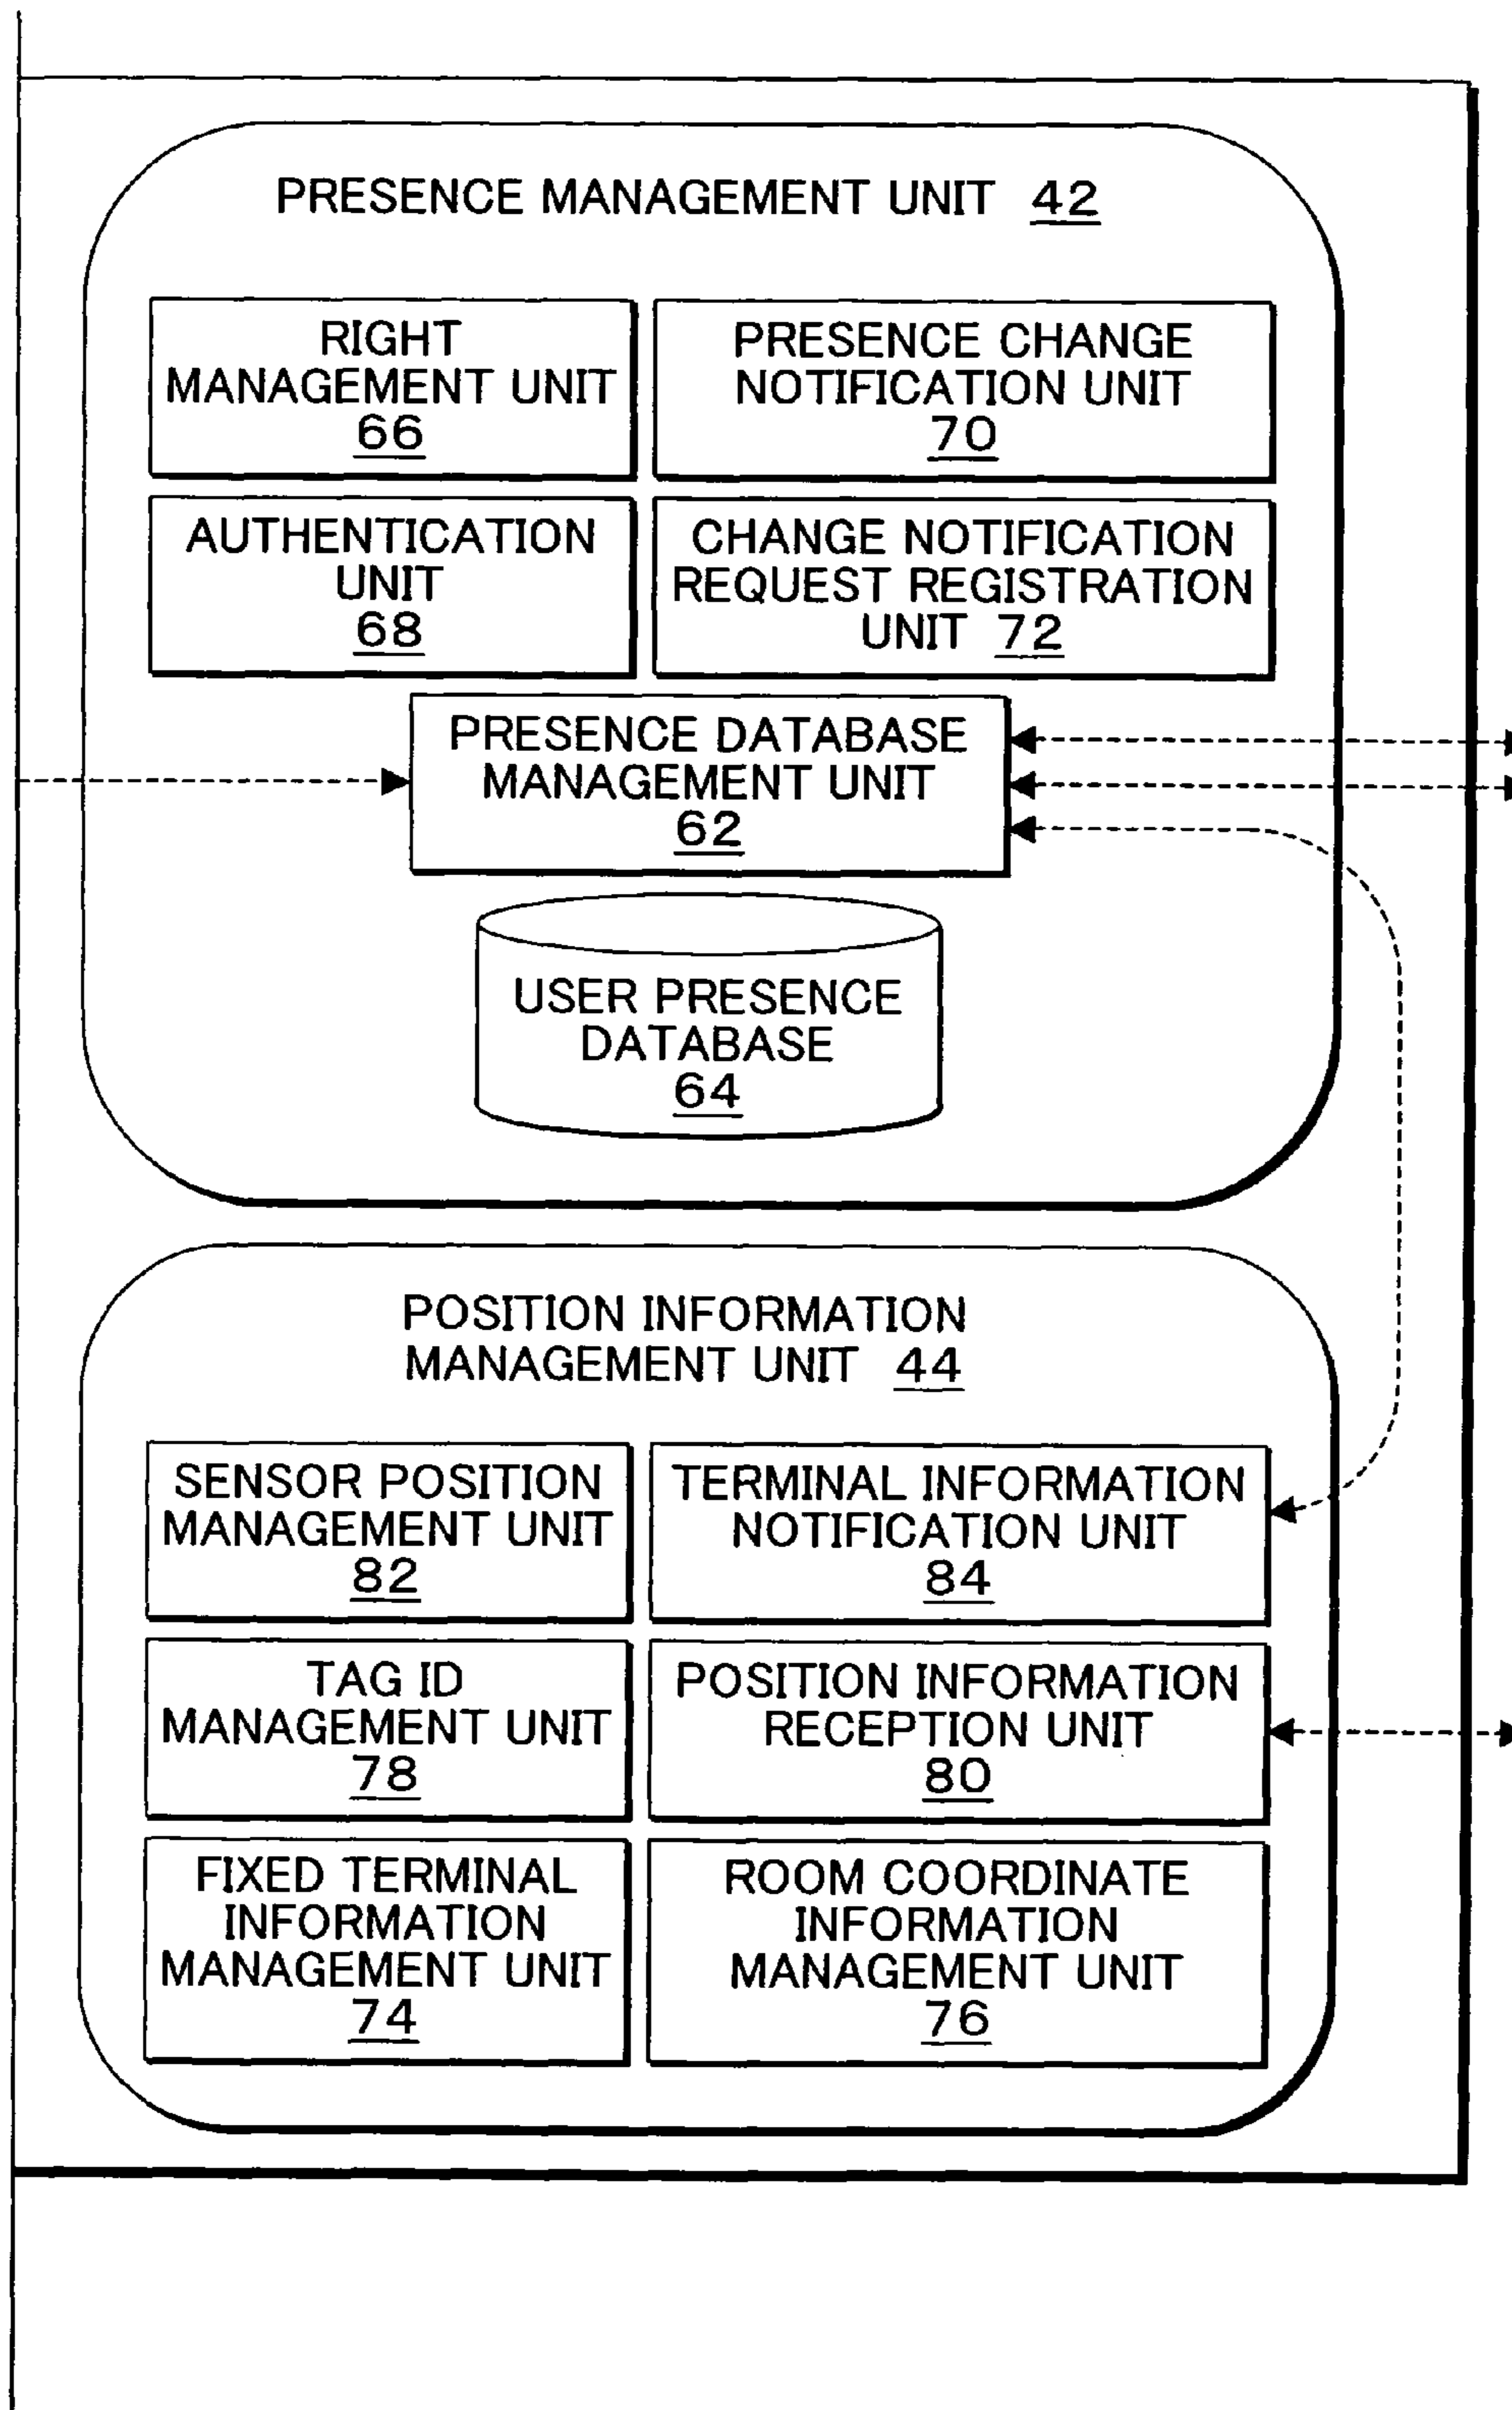 PRESENCE MANAGEMENT UNIT 42
RIGHT
MANAGEMENT UNIT
66
PRESENCE CHANGE
NOTIFICATION UNIT
70
AUTHENTICATION
UNIT
68
CHANGE NOTIFICATION
REQUEST REGISTRATION
UNIT 72
PRESENCE DATABASE
MANAGEMENT UNIT
62
USER PRESENCE
DATABASE
64
POSITION INFORMATION
MANAGEMENT UNIT 44
SENSOR POSITION
MANAGEMENT UNIT
82
TERMINAL INFORMATION
NOTIFICATION UNIT
84
TAG ID
MANAGEMENT UNIT
78
POSITION INFORMATION
RECEPTION UNIT
80
FIXED TERMINAL
INFORMATION
MANAGEMENT UNIT
74
ROOM COORDINATE
INFORMATION
MANAGEMENT UNIT
76